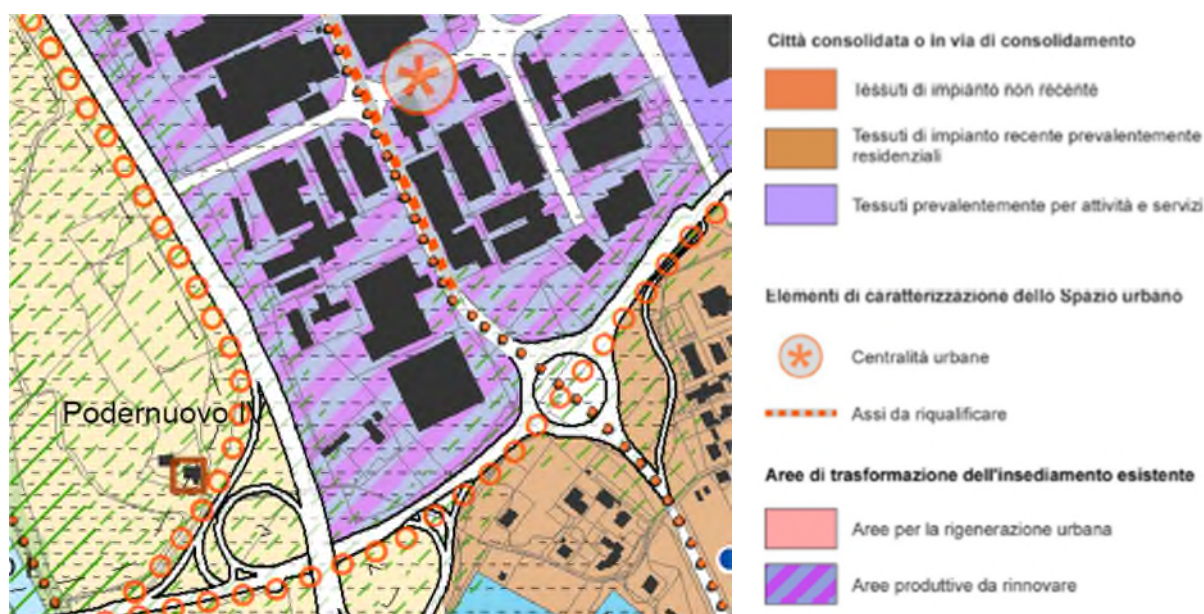 Podernuovo IV
Città consolidata o in via di consolidamento
Tessuti di impianto non recente
Tessuti di impianto recente prevalentemente
residenziali
Tessuti prevalentemente per attività e servizi
Elementi di caratterizzazione dello Spazio urbano
Centralità urbane
Assi da riqualificare
Aree di trasformazione dell'insediamento esistente
Aree per la rigenerazione urbana
Aree produttive da rinnovare